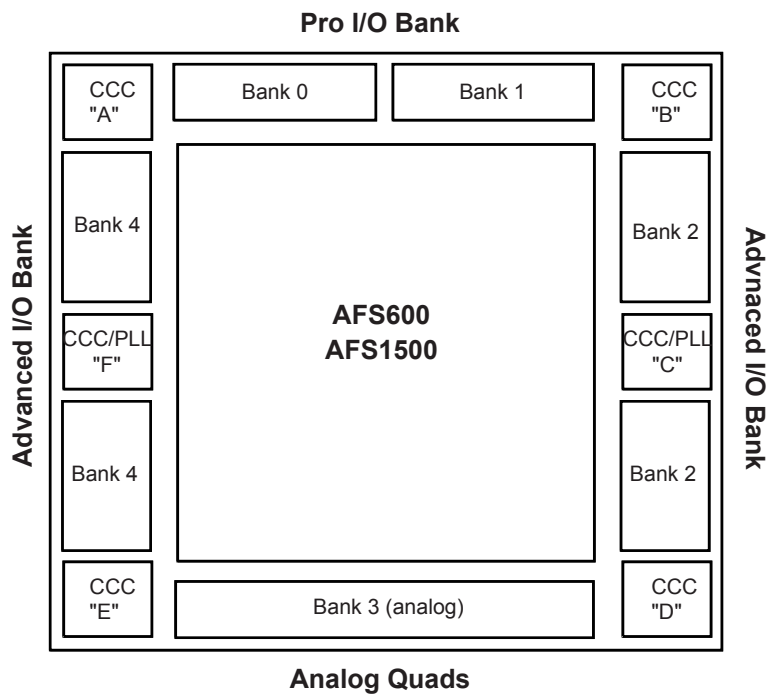 Pro I/O Bank
CCC
"A"
Bank 0
Bank 1
CCC
"B"
Bank 4
Bank 2
Advanced I/O Bank
Advnaced I/O Bank
AFS600
AFS1500
CCC/PLL
"F"
CCC/PLL
"C"
Bank 4
Bank 2
CCC
"E"
Bank 3 (analog)
CCC
"D"
Analog Quads